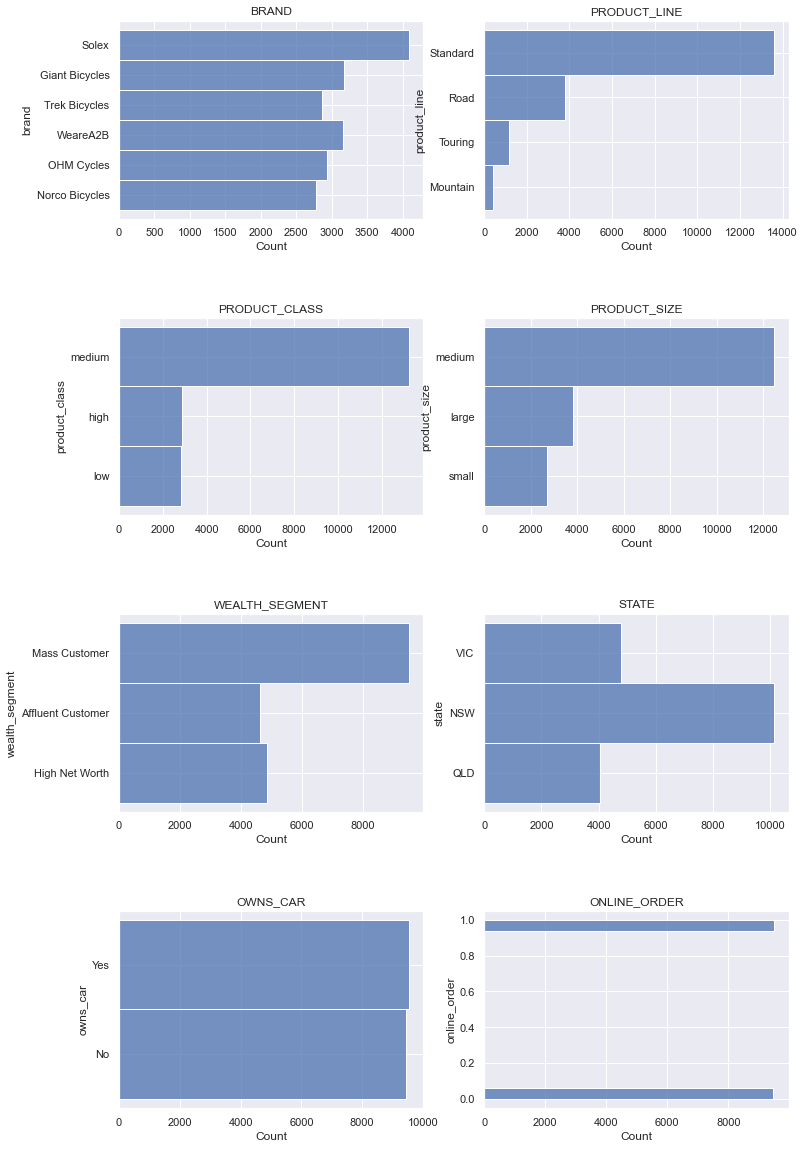 BRAND
brand
Solex
Giant Bicycles
Trek Bicycles
WeareA2B
OHM Cycles
Norco Bicycles
0 500 1000 1500 2000 2500 3000 3500 4000
Count
PRODUCT_LINE
product_line
Standard
Road
Touring
Mountain
0 2000 4000 6000 8000 10000 12000 14000
Count
PRODUCT_CLASS
product_class
medium
high
low
0 2000 4000 6000 8000 10000 12000
Count
PRODUCT_SIZE
product_size
medium
large
small
0 2000 4000 6000 8000 10000 12000
Count
WEALTH_SEGMENT
wealth_segment
Mass Customer
Affluent Customer
High Net Worth
0 2000 4000 6000 8000
Count
STATE
state
VIC
NSW
QLD
0 2000 4000 6000 8000 10000
Count
OWNS_CAR
owns_car
Yes
No
0 2000 4000 6000 8000 10000
Count
ONLINE_ORDER
online_order
1.0
0.8
0.6
0.4
0.2
0.0
0 2000 4000 6000 8000
Count